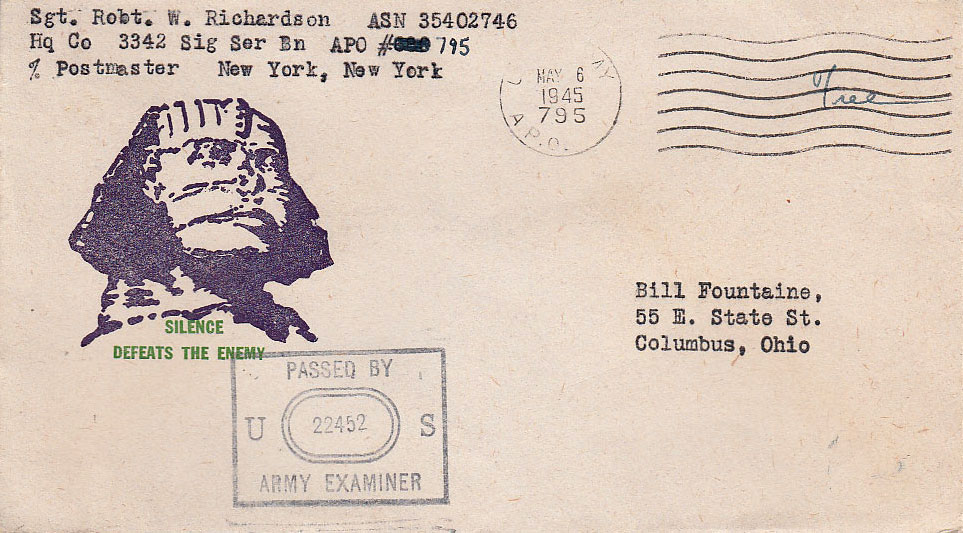 Sgt. Robt. W. Richardson ASN 35402746
Hq Co 3342 Sig Ser Bn APO # 795
% Postmaster New York, New York
MAY 6
1945
795
A.P.O.
Free
SILENCE
DEFEATS THE ENEMY
Bill Fountaine,
55 E. State St.
Columbus, Ohio
PASSED BY
U 22452 S
ARMY EXAMINER